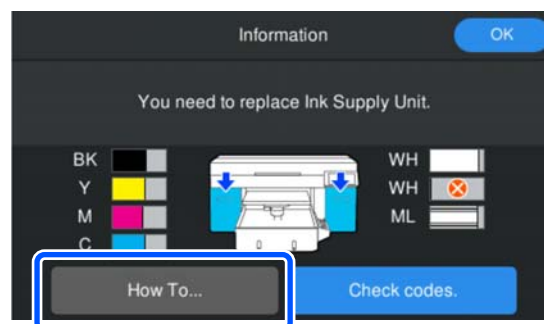 Information
OK
You need to replace Ink Supply Unit.
BK
Y
M
C
WH
WH
ML
How To...
Check codes.